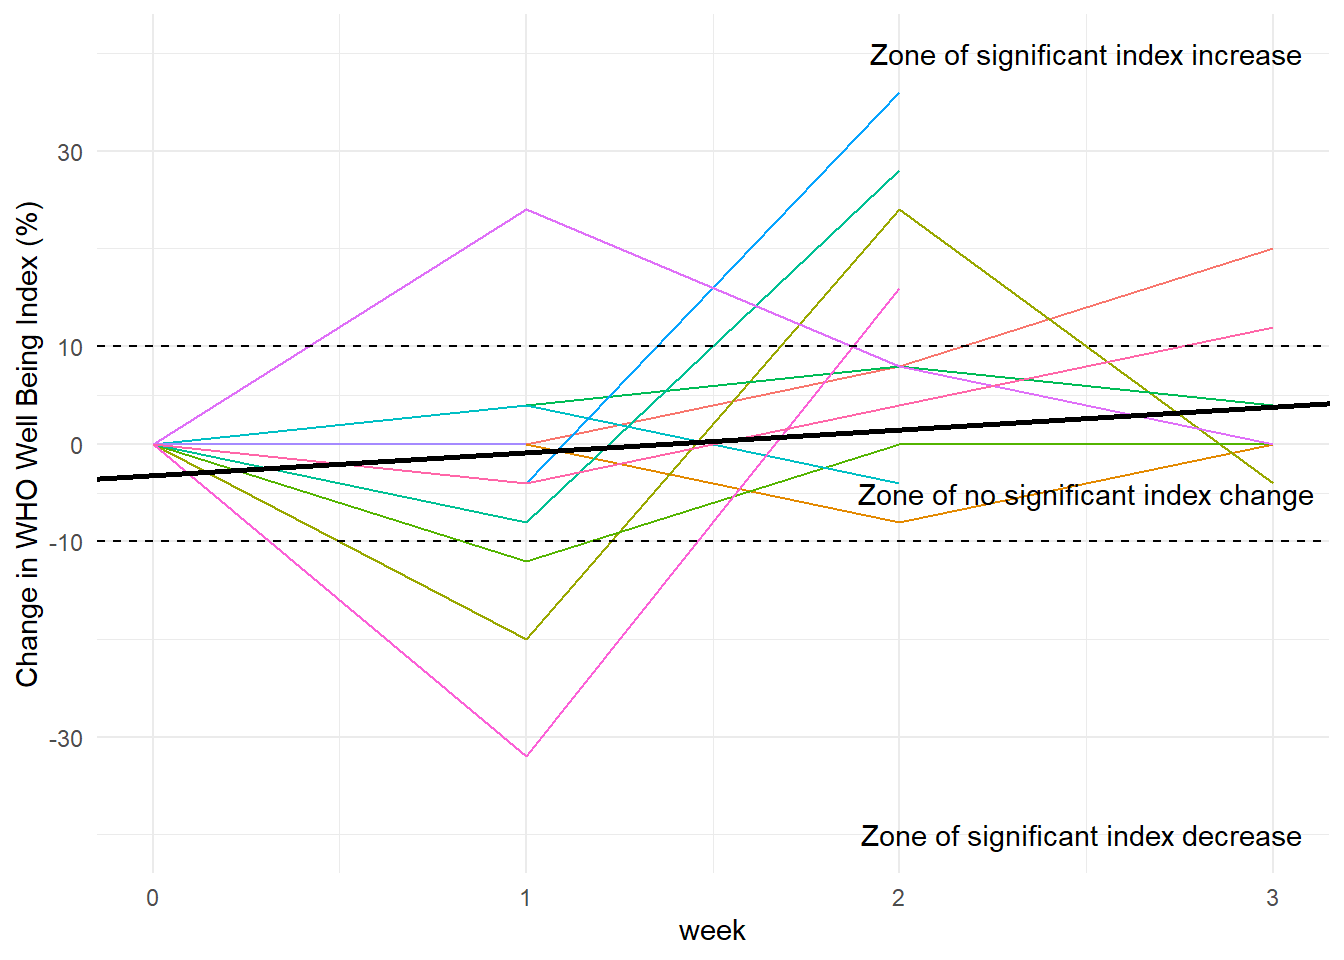 Zone of significant index increase
30
10
0
-10
-30
Change in WHO Well Being Index (%)
Zone of no significant index change
Zone of significant index decrease
0 1 2 3
week